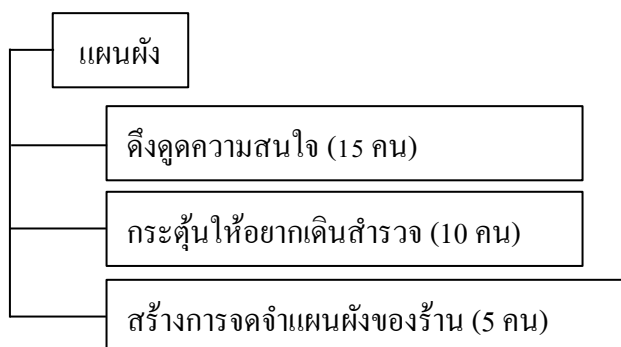 แผนผัง
ดึงดูดความสนใจ (15 คน)
กระตุ้นให้อยากเดินสำรวจ (10 คน)
สร้างการจดจำแผนผังของร้าน (5 คน)